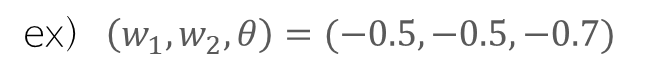 ex) (w₁, w₂, θ) = (−0.5, −0.5, −0.7)